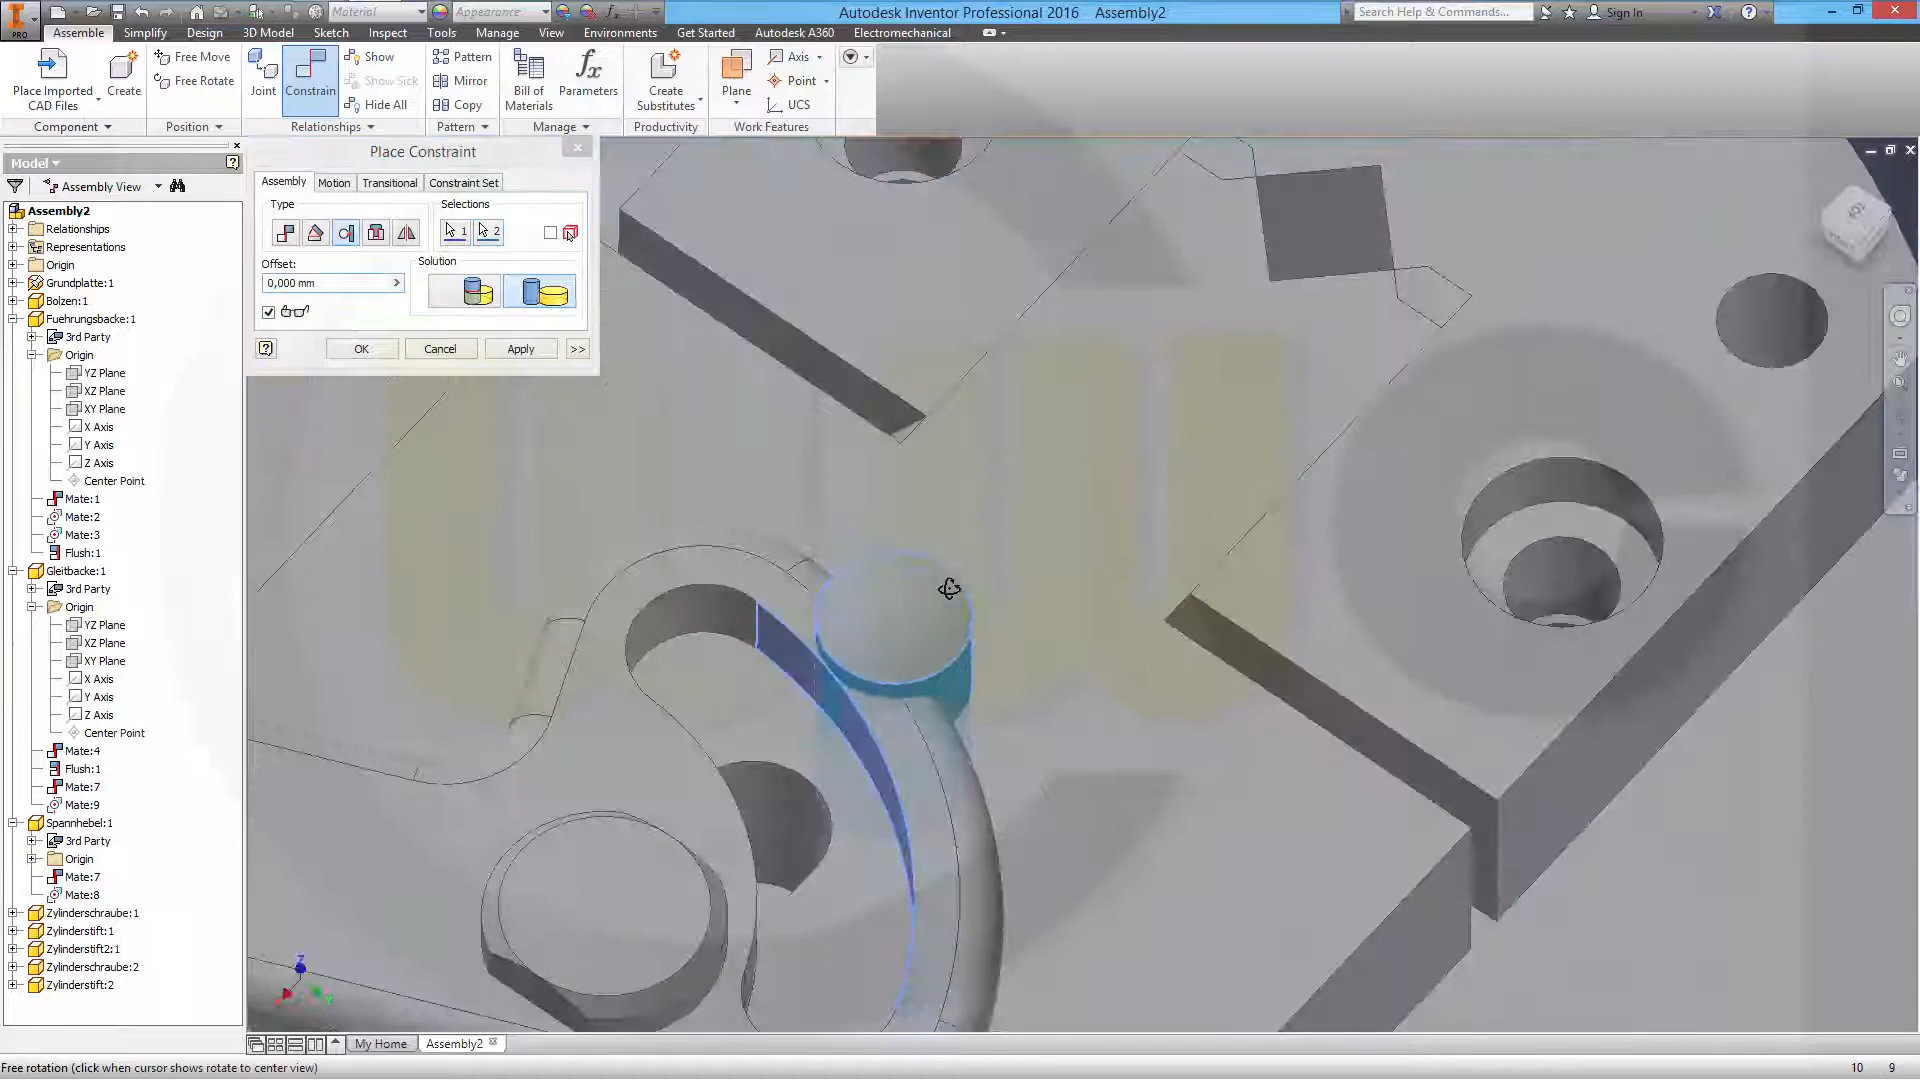 Material
Appearance
Autodesk Inventor Professional 2016 Assembly2
Search Help & Commands...
Sign In
PRO
Assemble
Simplify
Design
3D Model
Sketch
Inspect
Tools
Manage
View
Environments
Get Started
Autodesk A360
Electromechanical
Place Imported
CAD Files
Create
Free Move
Free Rotate
Joint
Constrain
Show
Show Sick
Hide All
Pattern
Mirror
Copy
Bill of
Materials
fx
Parameters
Create
Substitutes
Plane
Axis
Point
UCS
Component
Position
Relationships
Pattern
Manage
Productivity
Work Features
Model
Assembly View
Assembly2
Relationships
Representations
Origin
Grundplatte:1
Bolzen:1
Fuehrungsbacke:1
3rd Party
Origin
YZ Plane
XZ Plane
XY Plane
X Axis
Y Axis
Z Axis
Center Point
Mate:1
Mate:2
Mate:3
Flush:1
Gleitbacke:1
3rd Party
Origin
YZ Plane
XZ Plane
XY Plane
X Axis
Y Axis
Z Axis
Center Point
Mate:4
Flush:1
Mate:7
Mate:9
Spannhebel:1
3rd Party
Origin
Mate:7
Mate:8
Zylinderschraube:1
Zylinderstift:1
Zylinderstift2:1
Zylinderschraube:2
Zylinderstift:2
Place Constraint
Assembly
Motion
Transitional
Constraint Set
Type
Selections
1
2
Offset:
0,000 mm
Solution
OK
Cancel
Apply
>>
TOP
Z
Y
My Home
Assembly2
Free rotation (click when cursor shows rotate to center view)
10 9